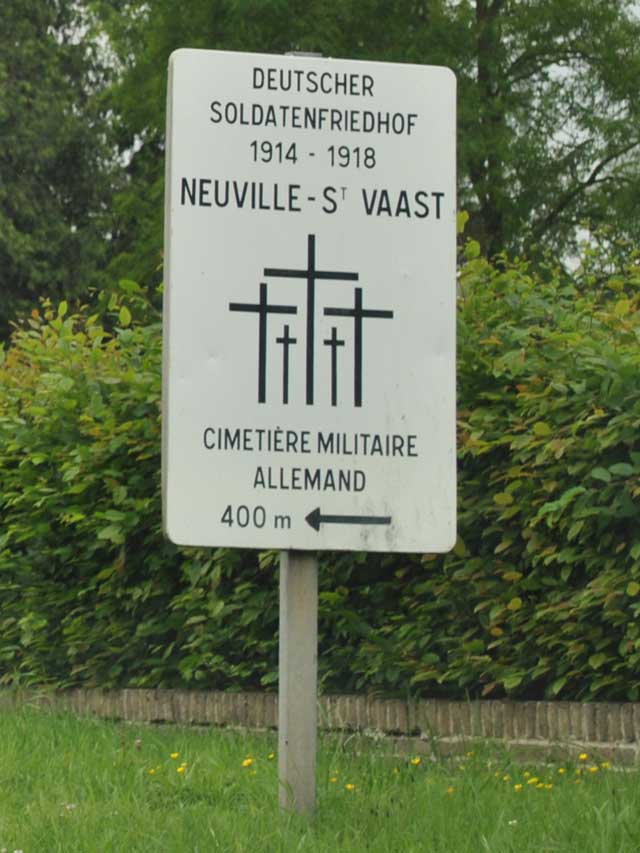 DEUTSCHER
SOLDATENFRIEDHOF
1914 - 1918
NEUVILLE - ST VAAST
CIMETIÈRE MILITAIRE
ALLEMAND
400 m